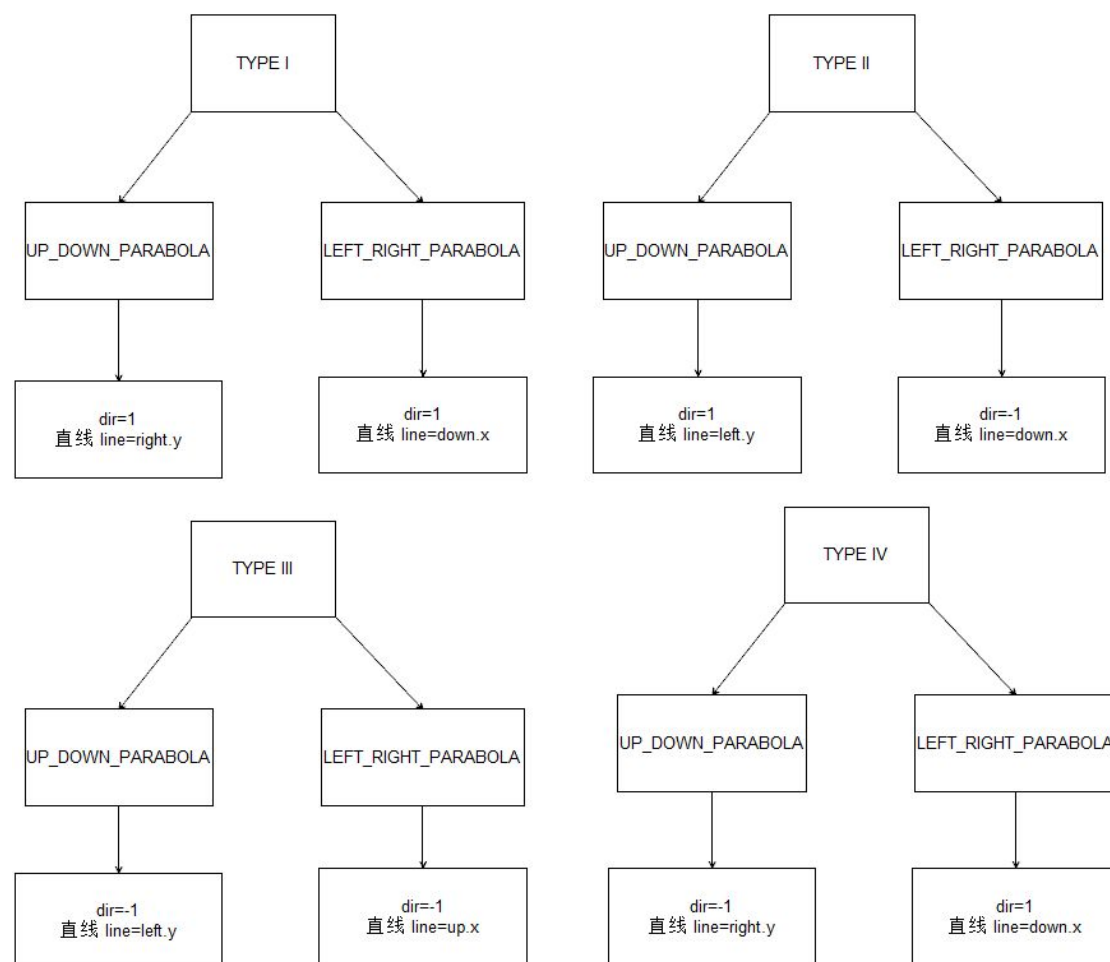 TYPE I
UP_DOWN_PARABOLA
LEFT_RIGHT_PARABOLA
dir=1
直线 line=right.y
dir=1
直线 line=down.x
TYPE II
UP_DOWN_PARABOLA
LEFT_RIGHT_PARABOLA
dir=1
直线 line=left.y
dir=-1
直线 line=down.x
TYPE III
UP_DOWN_PARABOLA
LEFT_RIGHT_PARABOLA
dir=-1
直线 line=left.y
dir=-1
直线 line=up.x
TYPE IV
UP_DOWN_PARABOLA
LEFT_RIGHT_PARABOLA
dir=-1
直线 line=right.y
dir=1
直线 line=down.x